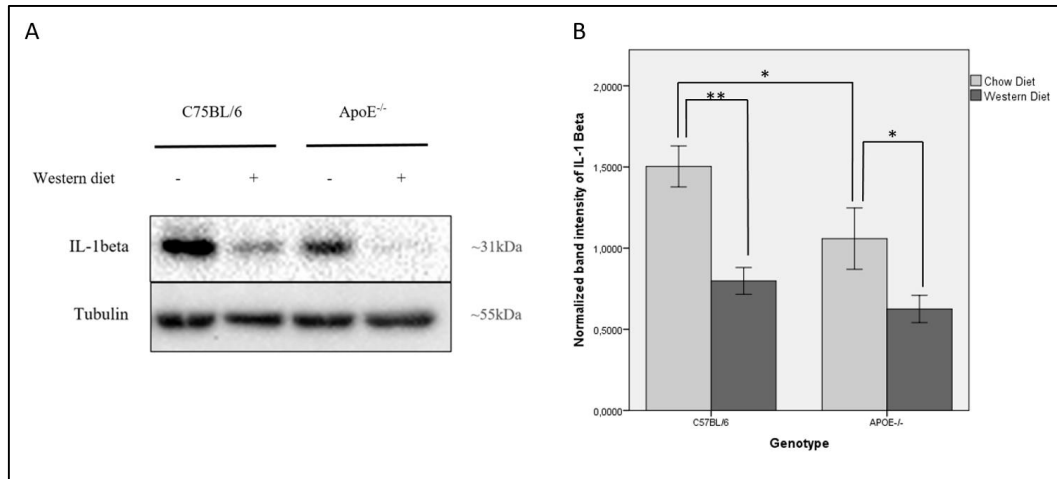 A
C75BL/6 ApoE-/-
Western diet - + - +
IL-1beta ~31kDa
Tubulin ~55kDa
B
Chow Diet
Western Diet
Normalized band intensity of IL-1 Beta
2,0000
1,5000
1,0000
0,5000
0,0000
*
**
*
C57BL/6 APOE-/-
Genotype